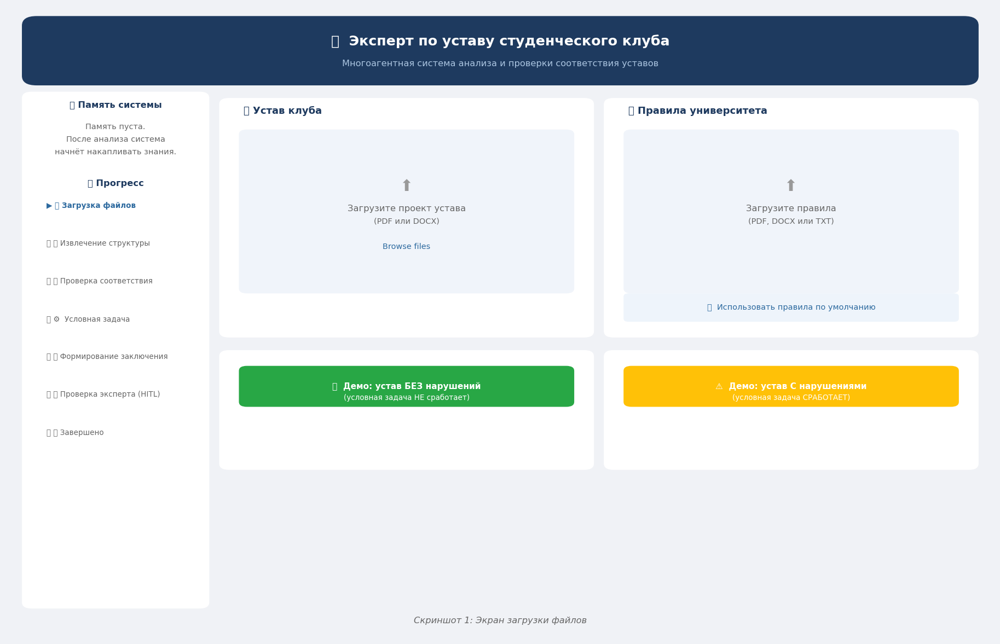 Эксперт по уставу студенческого клуба
Многоагентная система анализа и проверки соответствия уставов
Память системы
Память пуста.
После анализа система
начнёт накапливать знания.
Прогресс
▶ Загрузка файлов
Извлечение структуры
Проверка соответствия
⚙ Условная задача
Формирование заключения
Проверка эксперта (HITL)
Завершено
Устав клуба
⬆
Загрузите проект устава
(PDF или DOCX)
Browse files
Правила университета
⬆
Загрузите правила
(PDF, DOCX или TXT)
Использовать правила по умолчанию
Демо: устав БЕЗ нарушений
(условная задача НЕ сработает)
⚠ Демо: устав С нарушениями
(условная задача СРАБОТАЕТ)
Скриншот 1: Экран загрузки файлов